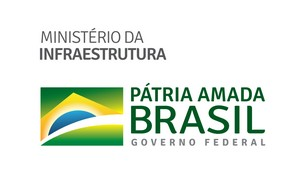 MINISTÉRIO DA
INFRAESTRUTURA
PÁTRIA AMADA
BRASIL
GOVERNO FEDERAL